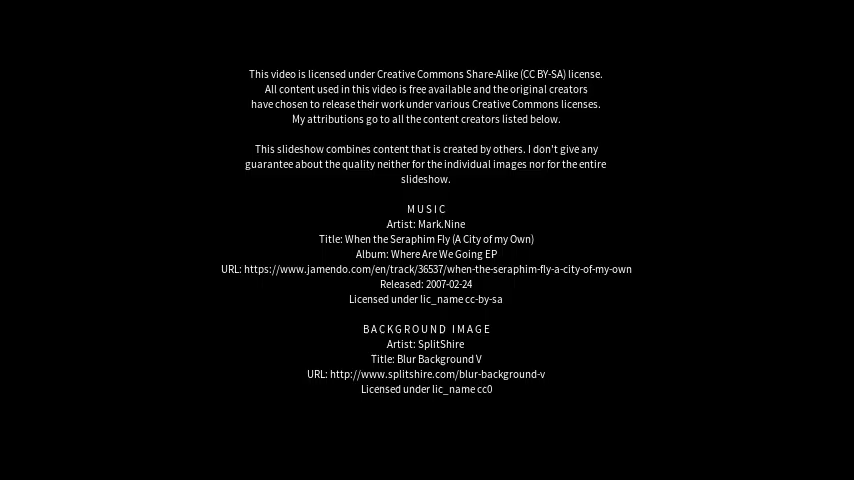 This video is licensed under Creative Commons Share-Alike (CC BY-SA) license.
All content used in this video is free available and the original creators
have chosen to release their work under various Creative Commons licenses.
My attributions go to all the content creators listed below.
This slideshow combines content that is created by others. I don't give any
guarantee about the quality neither for the individual images nor for the entire
slideshow.
MUSIC
Artist: Mark.Nine
Title: When the Seraphim Fly (A City of my Own)
Album: Where Are We Going EP
URL: https://www.jamendo.com/en/track/36537/when-the-seraphim-fly-a-city-of-my-own
Released: 2007-02-24
Licensed under lic_name cc-by-sa
BACKGROUND IMAGE
Artist: SplitShire
Title: Blur Background V
URL: http://www.splitshire.com/blur-background-v
Licensed under lic_name cc0